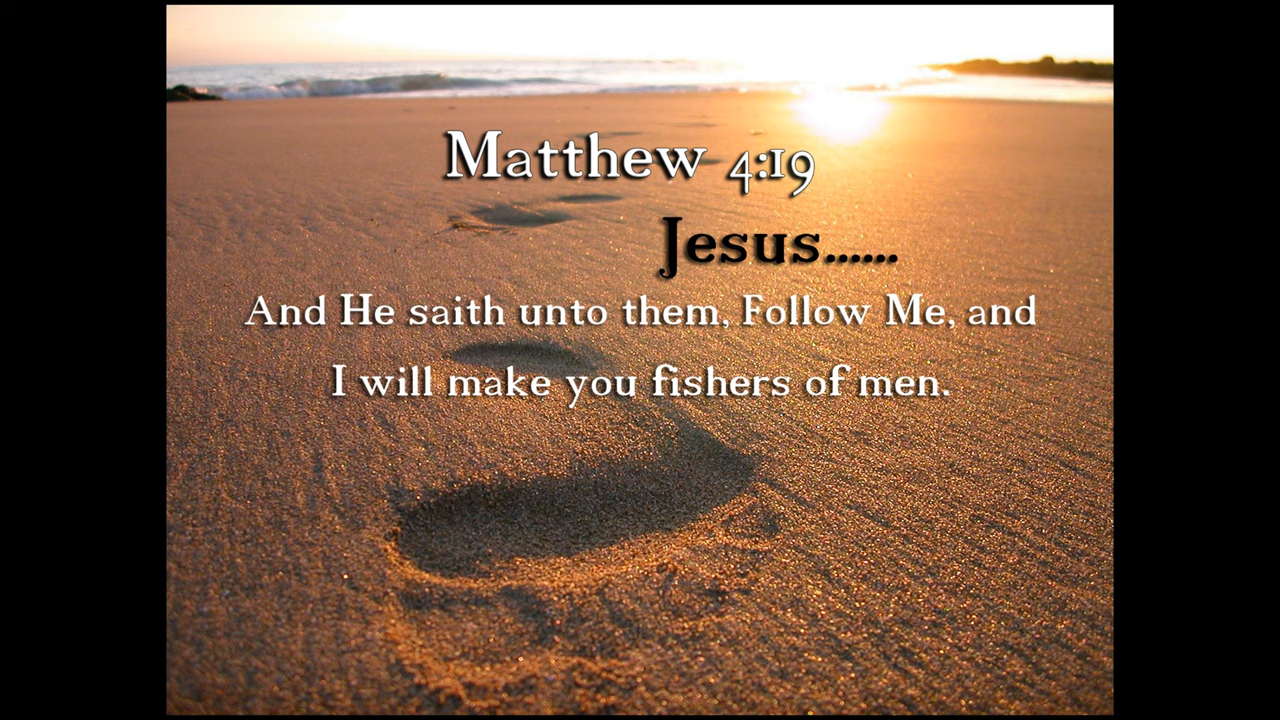 Matthew 4:19
Jesus......
And He saith unto them, Follow Me, and
I will make you fishers of men.